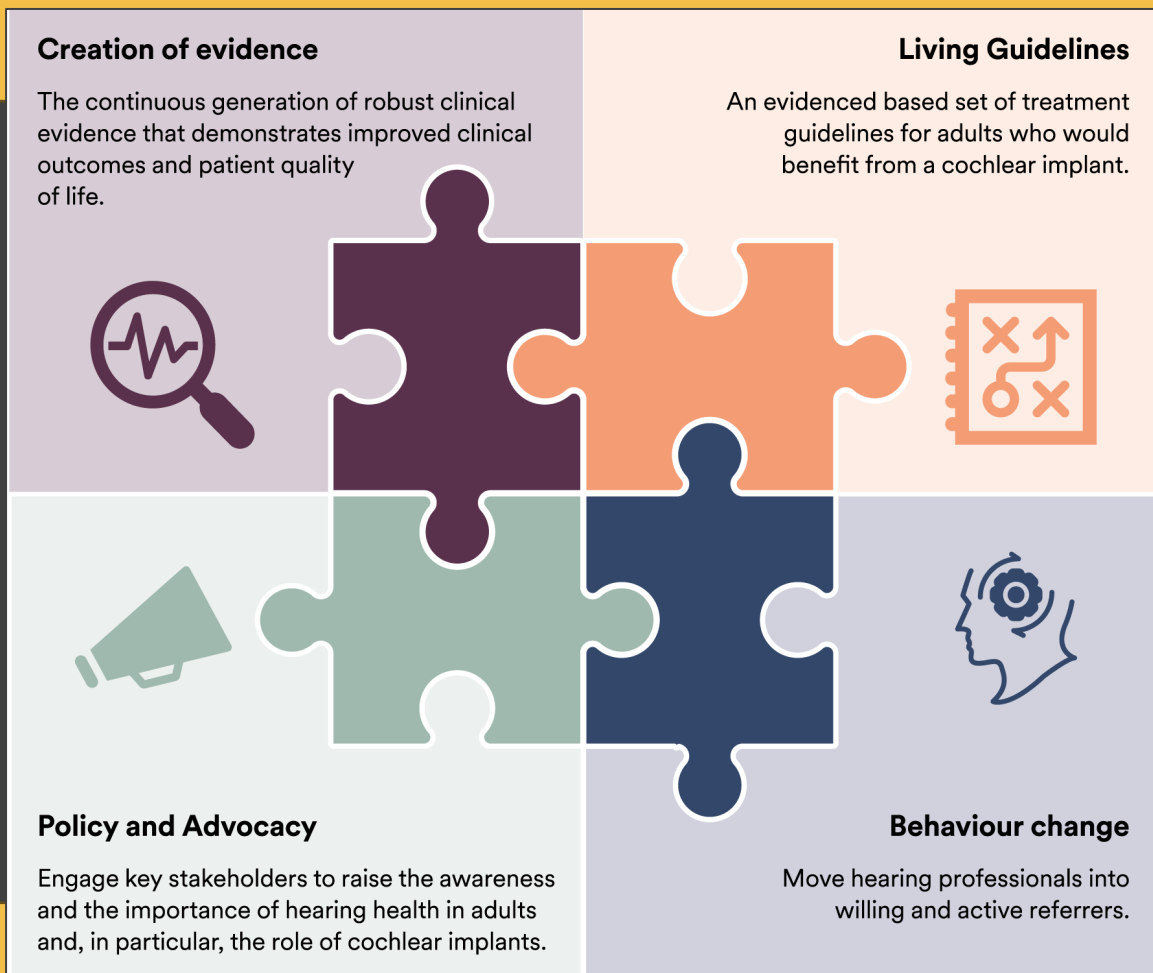 Creation of evidence
The continuous generation of robust clinical
evidence that demonstrates improved clinical
outcomes and patient quality
of life.
Living Guidelines
An evidenced based set of treatment
guidelines for adults who would
benefit from a cochlear implant.
Policy and Advocacy
Engage key stakeholders to raise the awareness
and the importance of hearing health in adults
and, in particular, the role of cochlear implants.
Behaviour change
Move hearing professionals into
willing and active referrers.